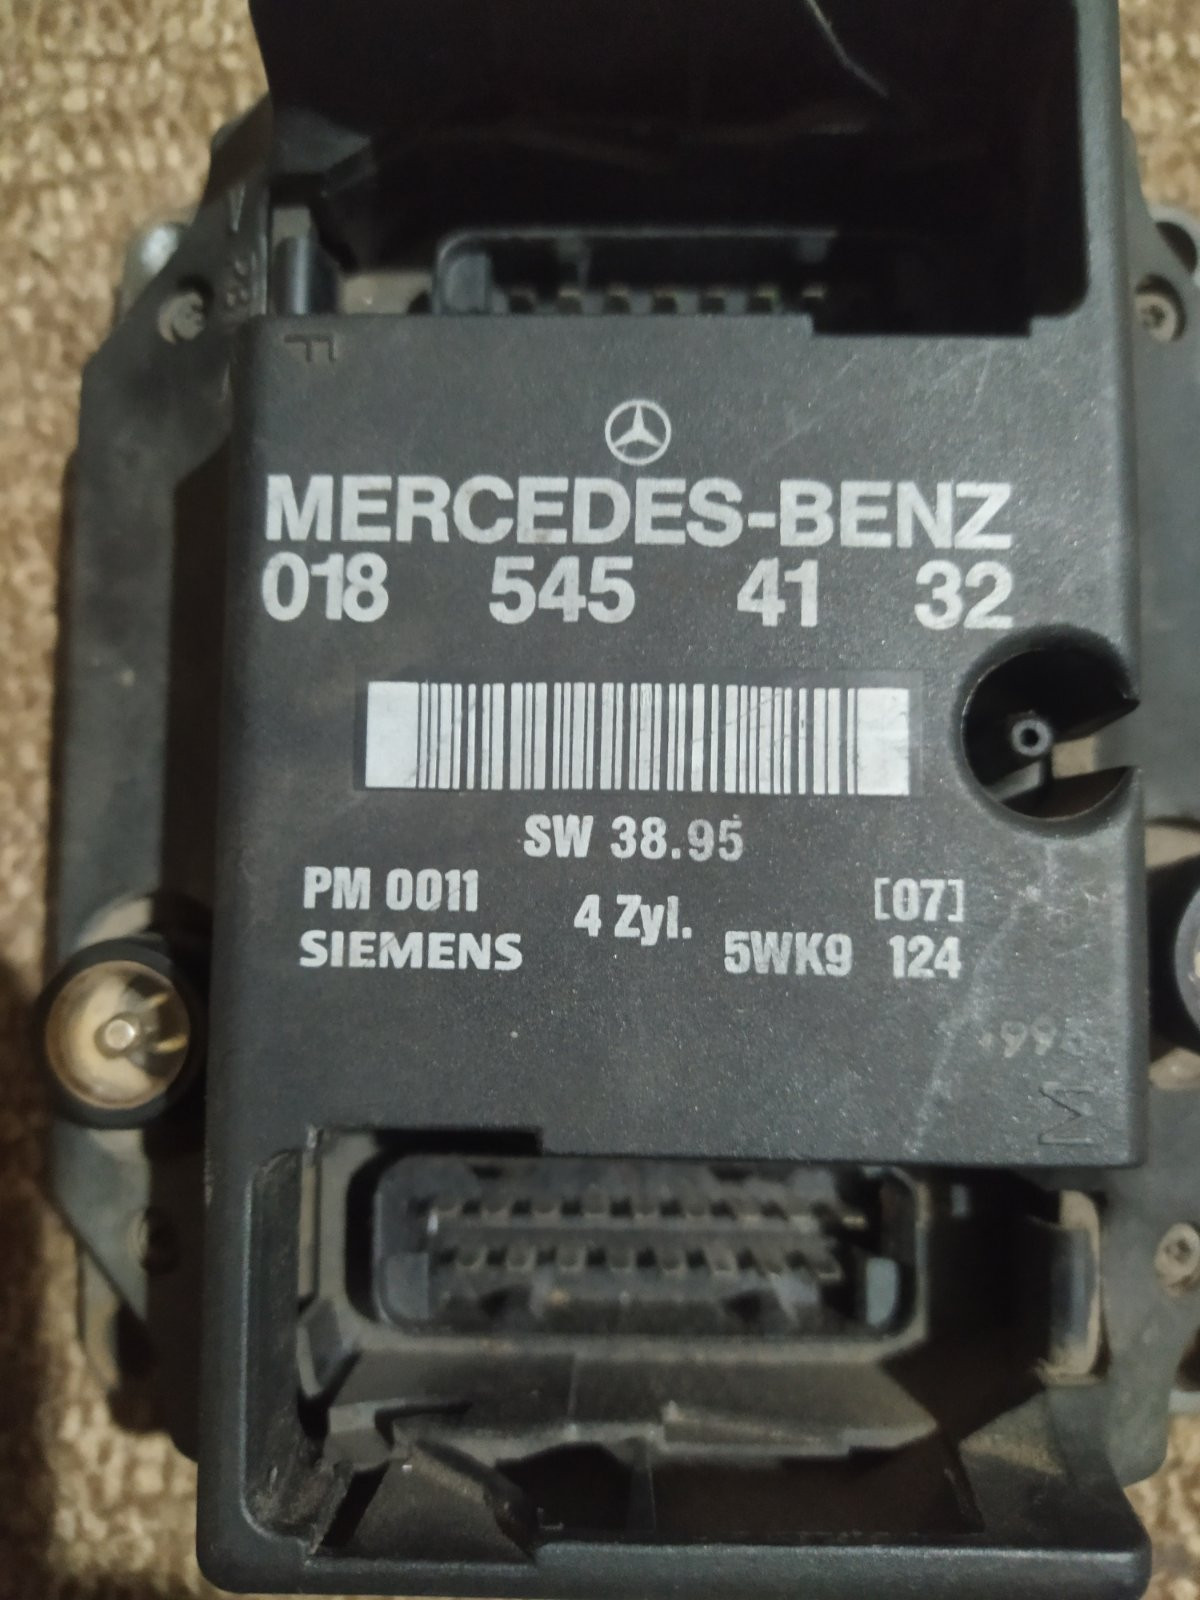 F
MERCEDES-BENZ
018 545 41 32
SW 38.95
PM 0011
4 Zyl.
[07]
SIEMENS
5WK9 124
M